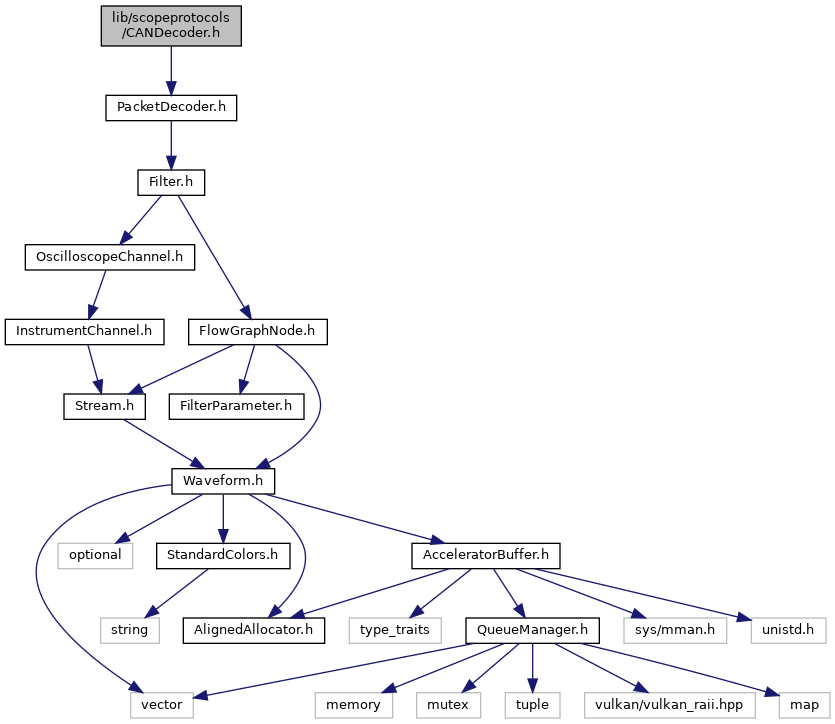 lib/scopeprotocols
/CANDecoder.h
PacketDecoder.h
Filter.h
OscilloscopeChannel.h
InstrumentChannel.h
FlowGraphNode.h
Stream.h
FilterParameter.h
Waveform.h
optional
StandardColors.h
AcceleratorBuffer.h
string
AlignedAllocator.h
type_traits
QueueManager.h
sys/mman.h
unistd.h
vector
memory
mutex
tuple
vulkan/vulkan_raii.hpp
map